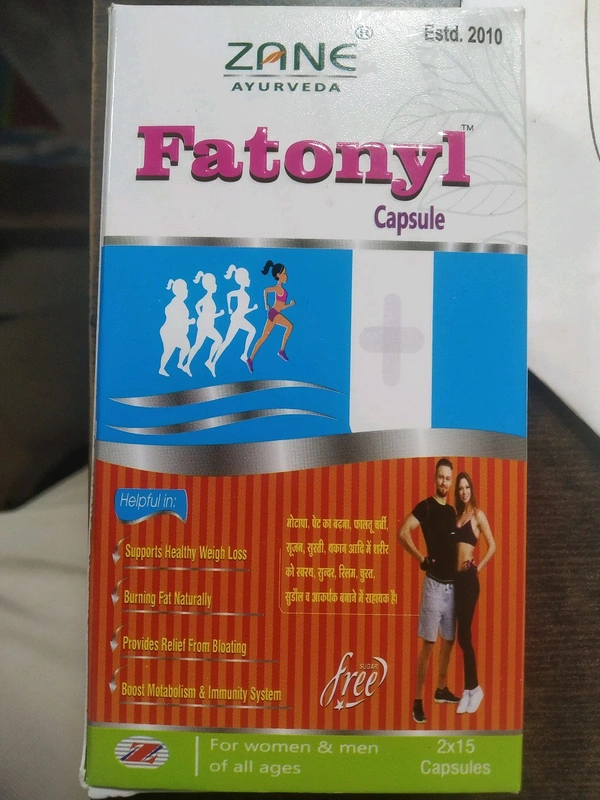 Estd. 2010
ZANE®
AYURVEDA
Fatonyl™
Capsule
Helpful in:
Supports Healthy Weigh Loss
Burning Fat Naturally
Provides Relief From Bloating
Boost Motabolism & Immunity System
मोटापा, पेट का बढ़ना, फालतू चर्बी,
सूजन, सुस्ती, थकान आदि में शरीर
को स्वस्थ, सुन्दर, स्लिम, चुस्त,
सुडौल व आकर्षक बनाने में सहायक है।
SUGAR
free
Z
For women & men
of all ages
2x15
Capsules